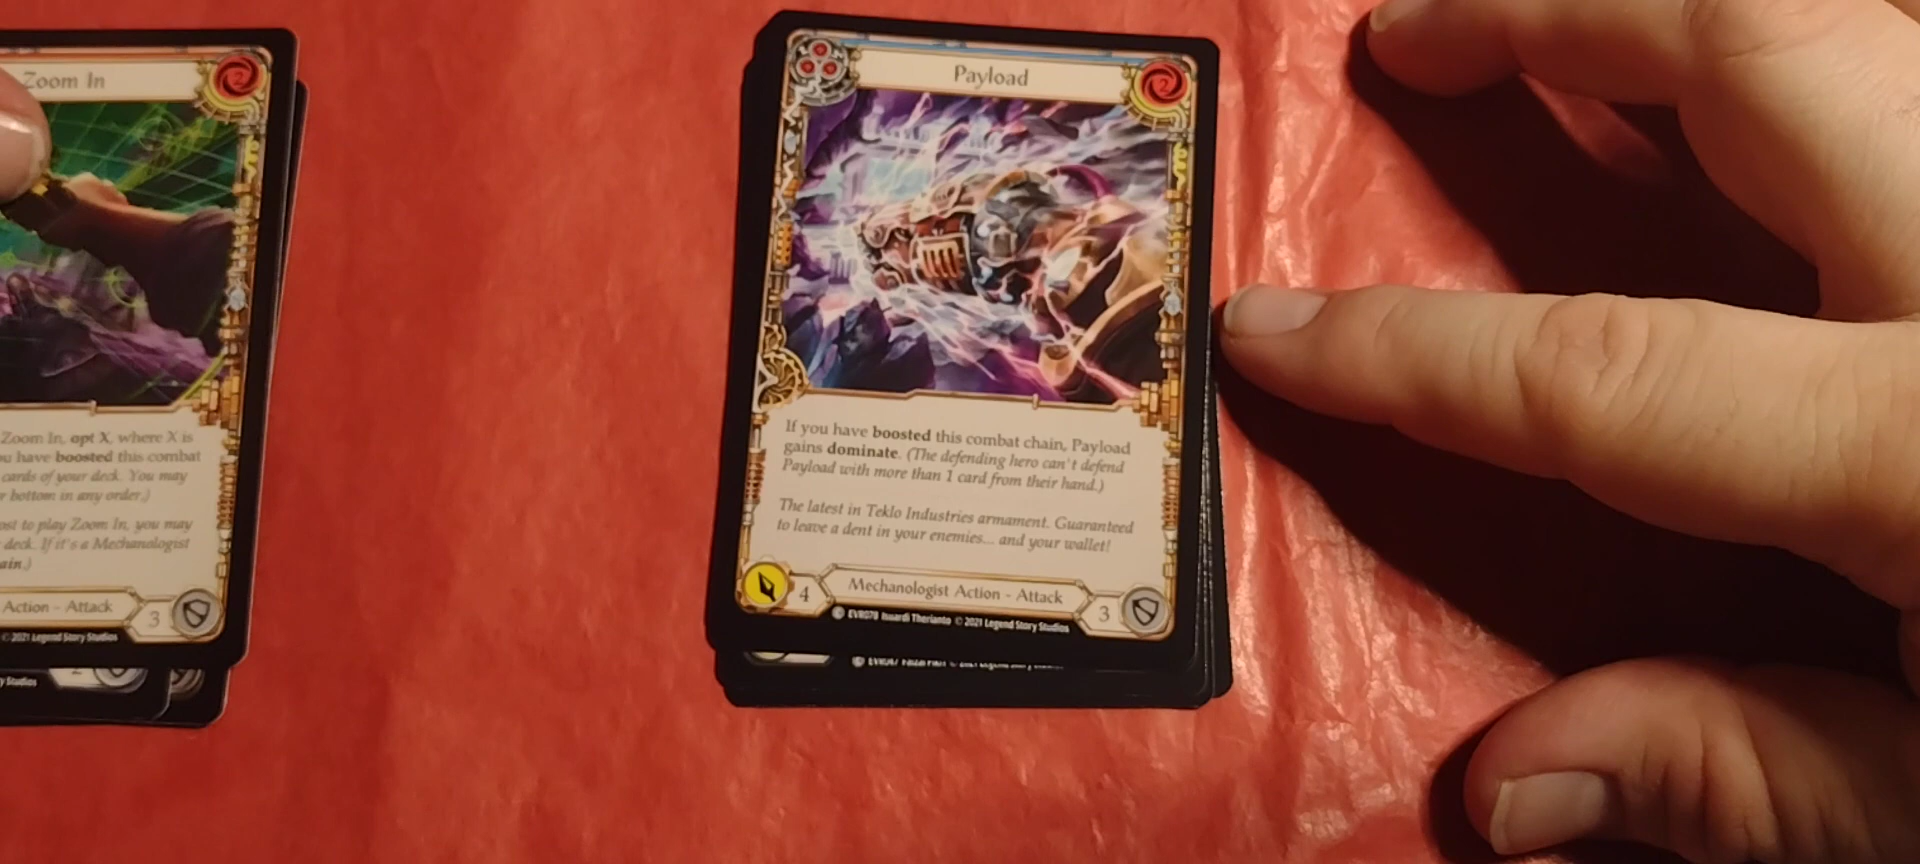 Zoom In
2
Zoom In, opt X, where X is
have boosted this combat
cards of your deck. You may
bottom in any order.)
to play Zoom In, you may
deck. If it's a Mechanologist
Action - Attack
3
© 2021 Legend Story Studios
y Studios
2
Payload
2
If you have boosted this combat chain, Payload
gains dominate. (The defending hero can't defend
Payload with more than 1 card from their hand.)
The latest in Teklo Industries armament. Guaranteed
to leave a dent in your enemies... and your wallet!
4
Mechanologist Action - Attack
3
EVR078 Isuardi Therianto © 2021 Legend Story Studios